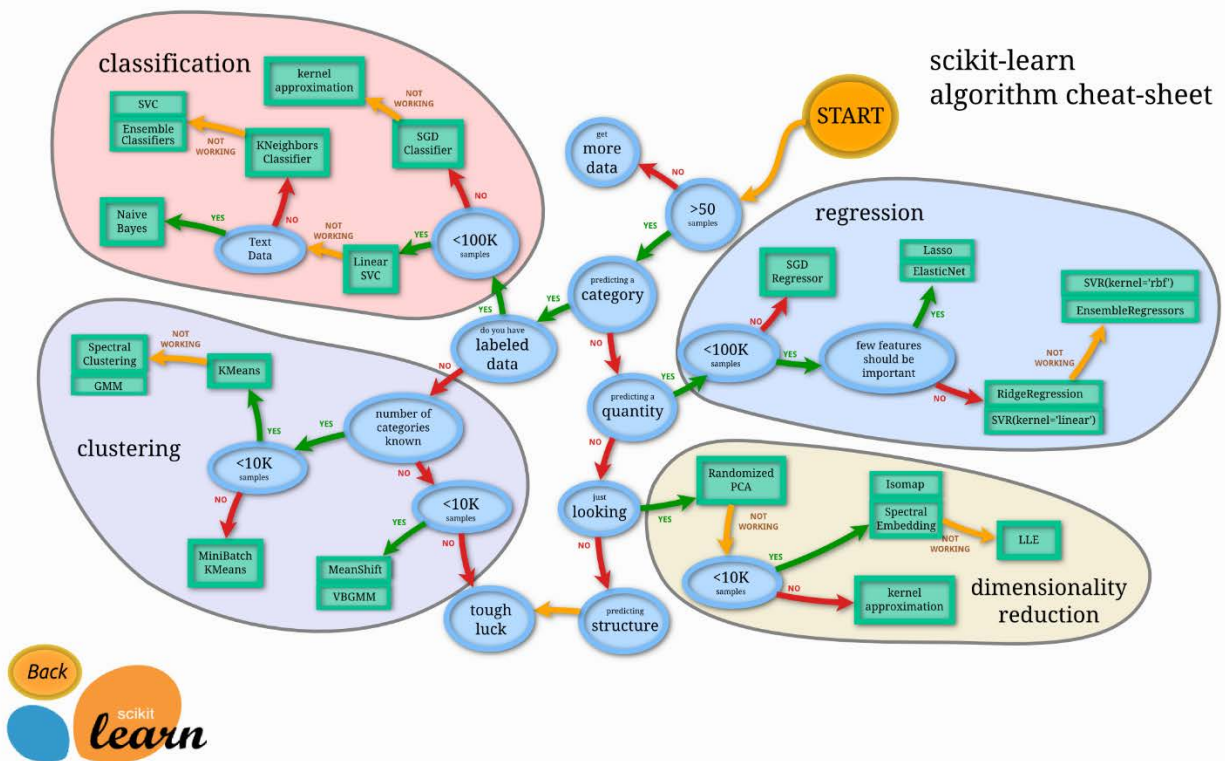 scikit-learn
algorithm cheat-sheet
START
classification
kernel
approximation
NOT
WORKING
SVC
Ensemble
Classifiers
NOT
WORKING
KNeighbors
Classifier
SGD
Classifier
NO
Naive
Bayes
YES
Text
Data
NO
NOT
WORKING
Linear
SVC
YES
<100K
samples
YES
get
more
data
NO
>50
samples
YES
predicting a
category
YES
NO
do you have
labeled
data
NO
predicting a
quantity
YES
NO
regression
SGD
Regressor
NO
<100K
samples
YES
Lasso
ElasticNet
YES
few features
should be
important
NO
SVR(kernel='rbf')
EnsembleRegressors
NOT
WORKING
RidgeRegression
SVR(kernel='linear')
clustering
Spectral
Clustering
GMM
NOT
WORKING
KMeans
YES
number of
categories
known
YES
NO
<10K
samples
NO
MiniBatch
KMeans
<10K
samples
YES
NO
MeanShift
VBGMM
tough
luck
just
looking
YES
NO
predicting
structure
Randomized
PCA
NOT
WORKING
<10K
samples
YES
NO
Isomap
Spectral
Embedding
NOT
WORKING
LLE
kernel
approximation
dimensionality
reduction
Back
scikit
learn